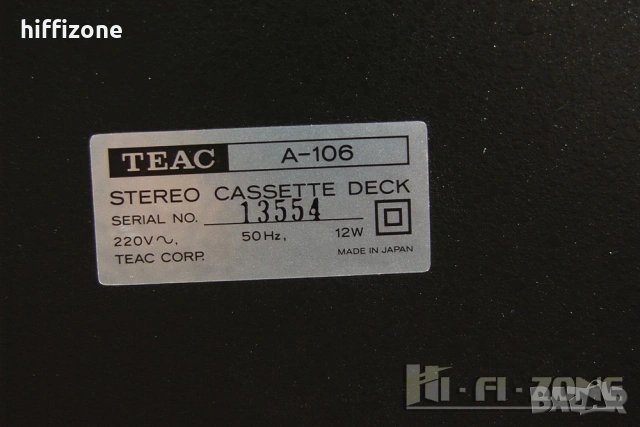 hiffizone
TEAC A-106
STEREO CASSETTE DECK
SERIAL NO. 13554
220V~, 50Hz, 12W
TEAC CORP. MADE IN JAPAN
Hi-Fi-ZONE
BAZAR